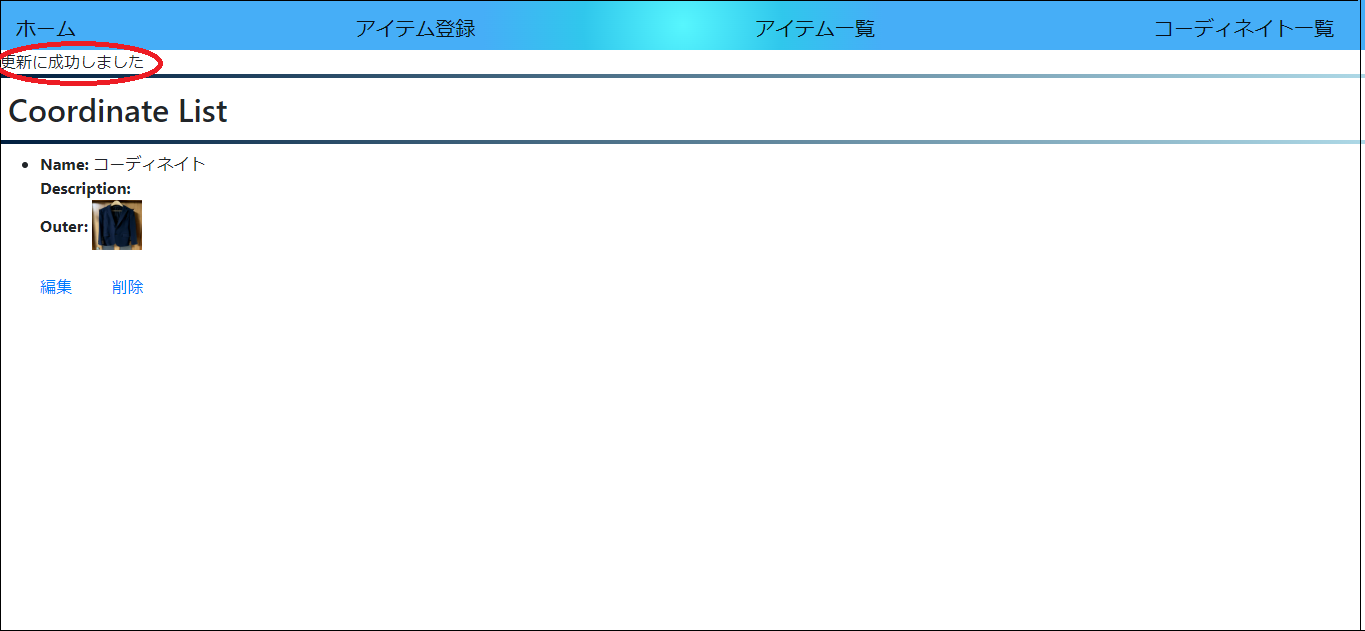 ホーム アイテム登録 アイテム一覧 コーディネイト一覧
更新に成功しました
Coordinate List
Name: コーディネイト
Description:
Outer:
編集 削除